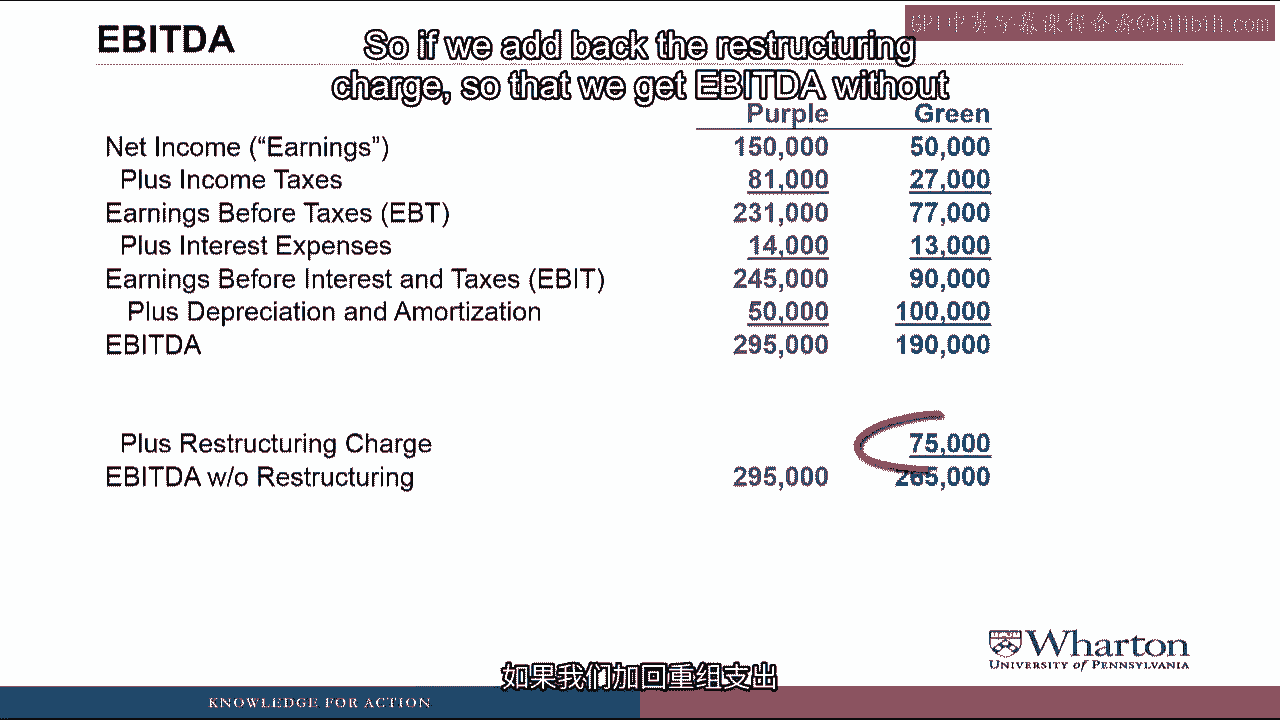 GPT中英字幕课程资源@bilibili.com
EBITDA
So if we add back the restructuring
charge, so that we get EBITDA without
Purple Green
Net Income (“Earnings”) 150,000 50,000
Plus Income Taxes 81,000 27,000
Earnings Before Taxes (EBT) 231,000 77,000
Plus Interest Expenses 14,000 13,000
Earnings Before Interest and Taxes (EBIT) 245,000 90,000
Plus Depreciation and Amortization 50,000 100,000
EBITDA 295,000 190,000
Plus Restructuring Charge 75,000
EBITDA w/o Restructuring 295,000 265,000
Wharton
UNIVERSITY of PENNSYLVANIA
如果我们加回重组支出
KNOWLEDGE FOR ACTION